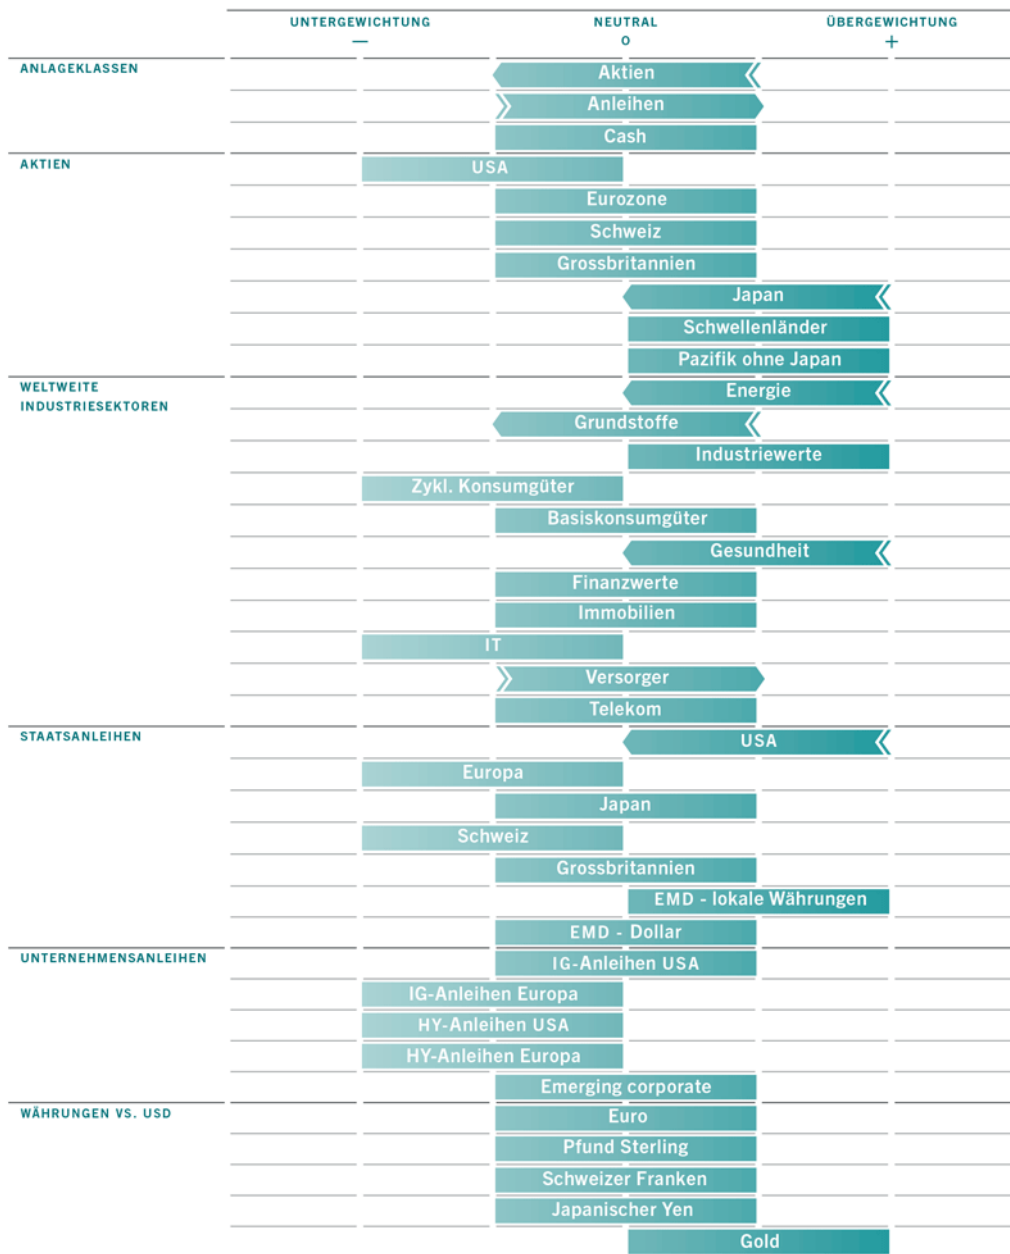 UNTERGEWICHTUNG NEUTRAL ÜBERGEWICHTUNG
— o +
ANLAGEKLASSEN Aktien
Anleihen
Cash
AKTIEN USA
Eurozone
Schweiz
Grossbritannien
Japan
Schwellenländer
Pazifik ohne Japan
WELTWEITE Energie
INDUSTRIESEKTOREN
Grundstoffe
Industriewerte
Zykl. Konsumgüter
Basiskonsumgüter
Gesundheit
Finanzwerte
Immobilien
IT
Versorger
Telekom
STAATSANLEIHEN USA
Europa
Japan
Schweiz
Grossbritannien
EMD - lokale Währungen
EMD - Dollar
UNTERNEHMENSANLEIHEN IG-Anleihen USA
IG-Anleihen Europa
HY-Anleihen USA
HY-Anleihen Europa
Emerging corporate
WÄHRUNGEN VS. USD Euro
Pfund Sterling
Schweizer Franken
Japanischer Yen
Gold